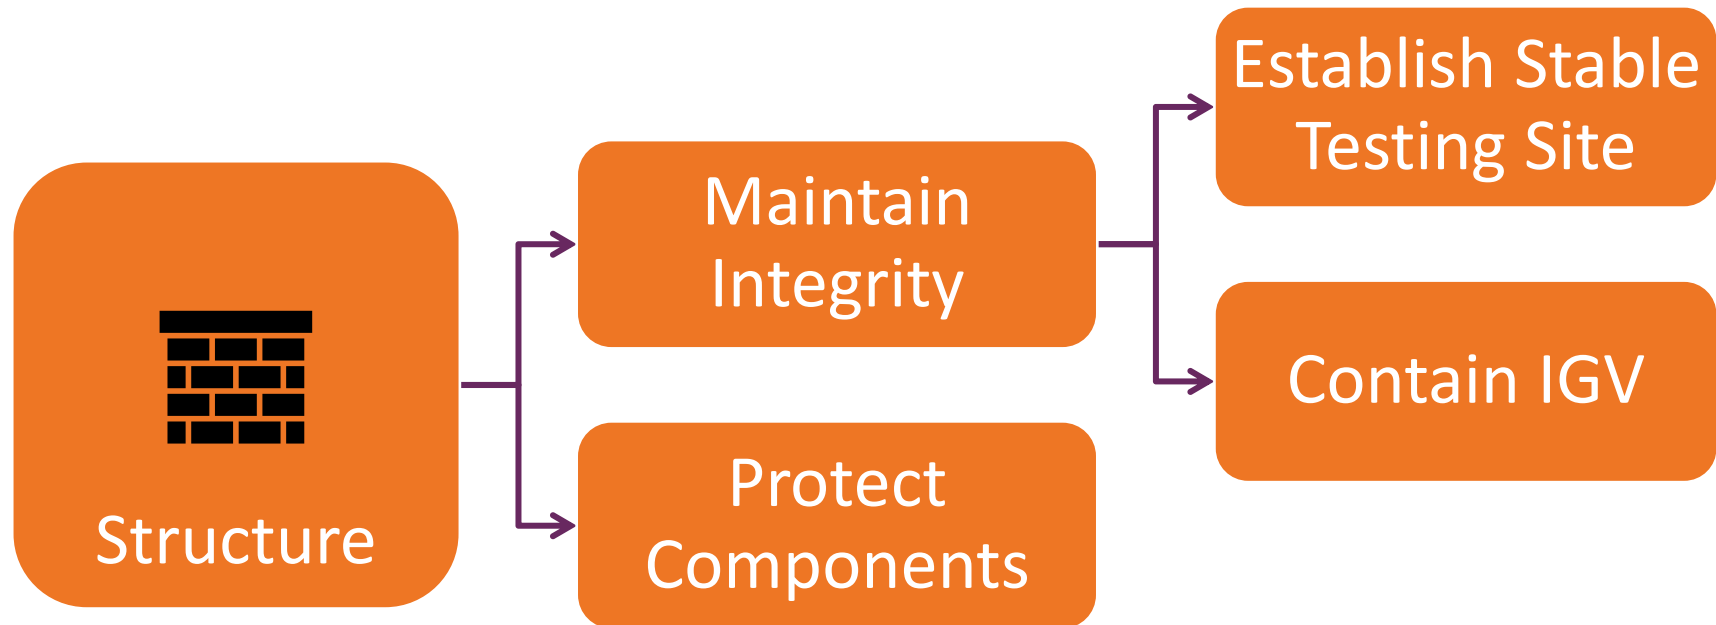 Structure
Maintain
Integrity
Protect
Components
Establish Stable
Testing Site
Contain IGV